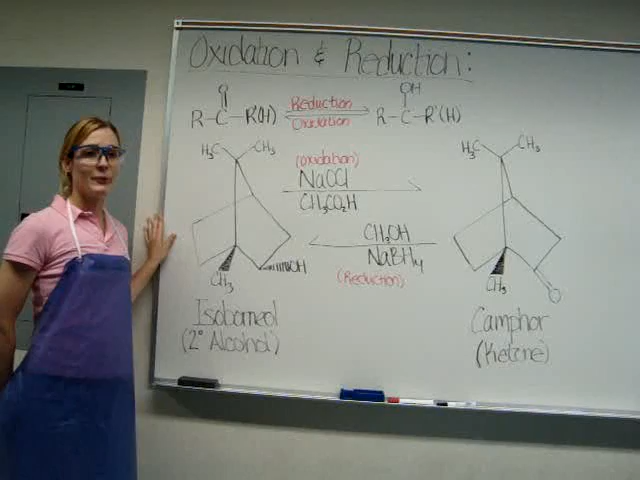 Oxidation & Reduction:
O
R-C-R(H)
Reduction
Oxidation
OH
R-C-R'(H)
H₃C CH₃
(oxidation)
NaOCl
CH₃CO₂H
CH₃OH
NaBH₄
(Reduction)
OH
CH₃
Isoborneol
(2° Alcohol)
H₃C CH₃
CH₃
O
Camphor
(Ketone)